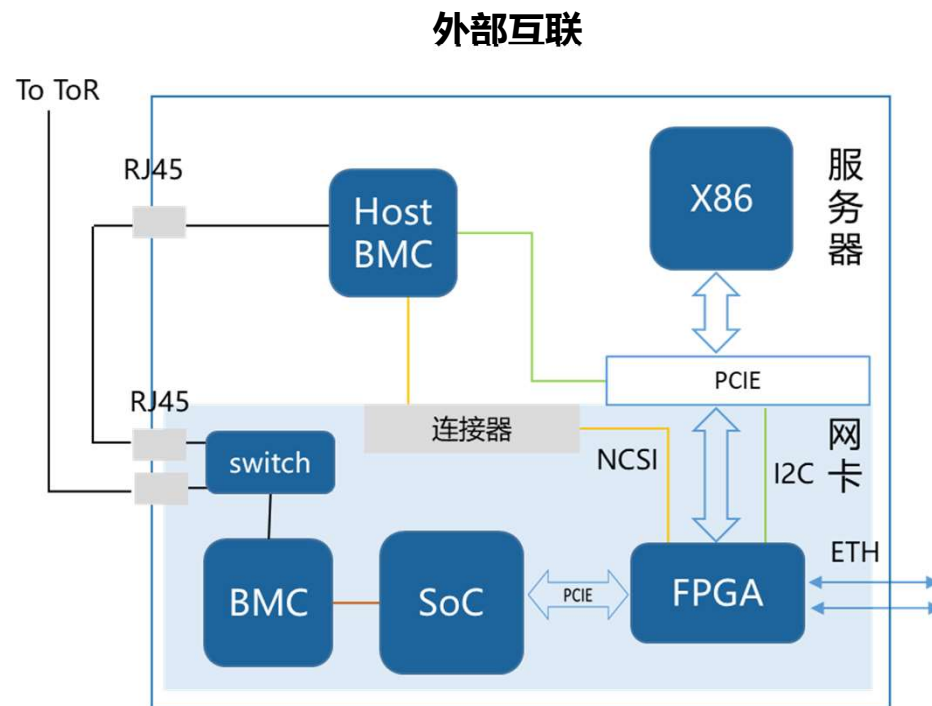 外部互联
To ToR
RJ45
Host
BMC
X86
服
务
器
PCIE
RJ45
连接器
网
卡
switch
NCSI
I2C
ETH
BMC
SoC
PCIE
FPGA